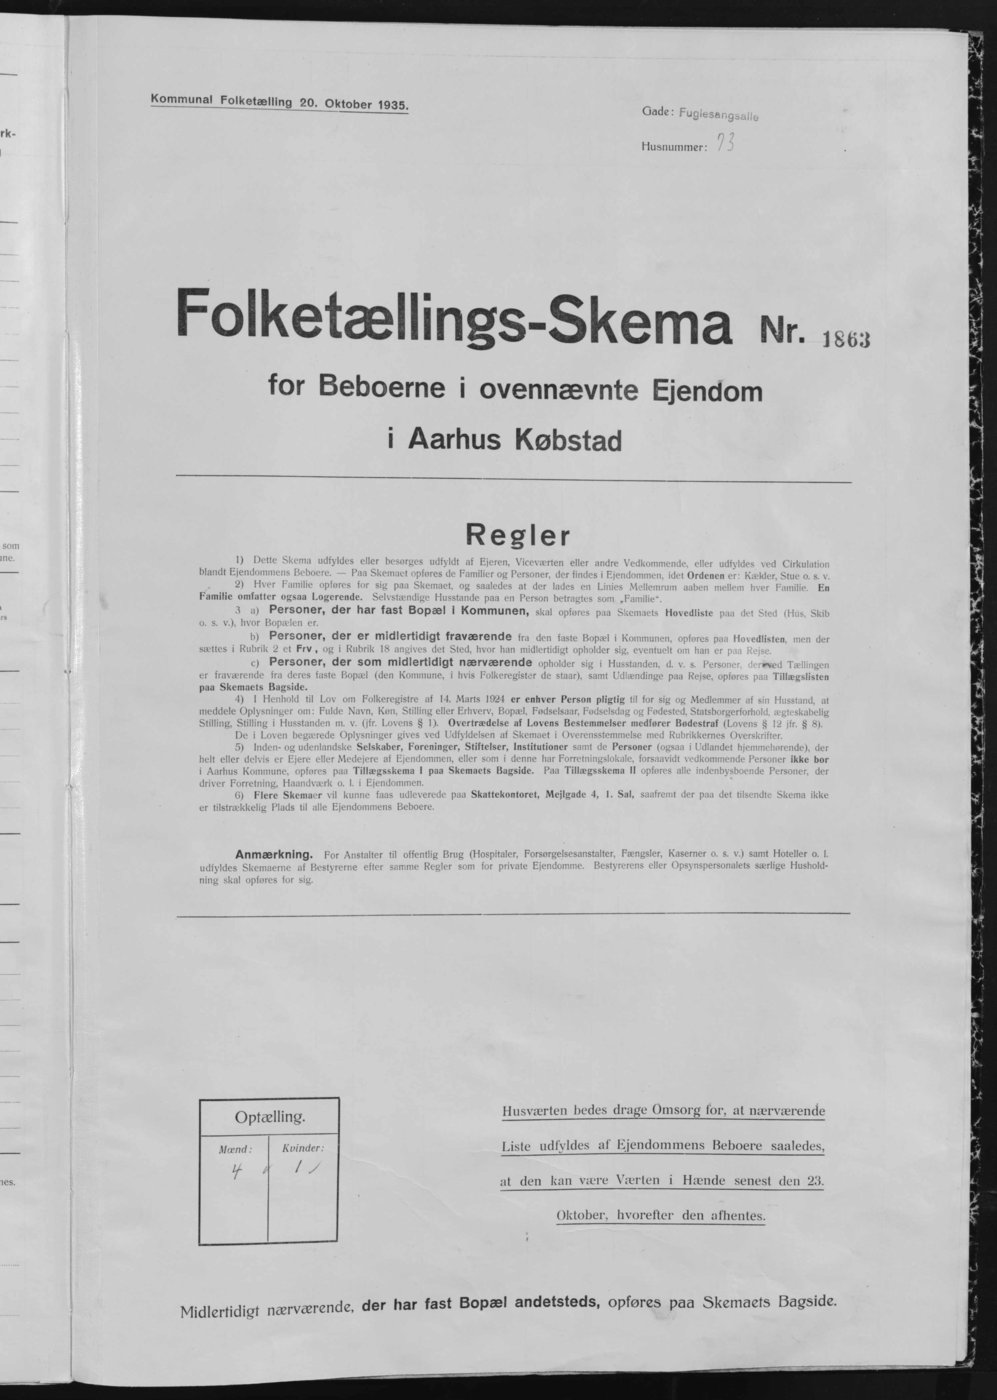 Kommunal Folketælling 20. Oktober 1935.
Gade: Fuglesangsalle
Husnummer: 73
Folketællings-Skema Nr. 1863
for Beboerne i ovennævnte Ejendom
i Aarhus Købstad
Regler
1) Dette Skema udfyldes eller besørges udfyldt af Ejeren, Viceværten eller andre Vedkommende, eller udfyldes ved Cirkulation
blandt Ejendommens Beboere. — Paa Skemaet opføres de Familier og Personer, der findes i Ejendommen, idet Ordenen er: Kælder, Stue o. s. v.
2) Hver Familie opføres for sig paa Skemaet, og saaledes at der lades en Linies Mellemrum aaben mellem hver Familie. En
Familie omfatter ogsaa Logerende. Selvstændige Husstande paa en Person betragtes som „Familie“.
3 a) Personer, der har fast Bopæl i Kommunen, skal opføres paa Skemaets Hovedliste paa det Sted (Hus, Skib
o. s. v.), hvor Bopælen er.
b) Personer, der er midlertidigt fraværende fra den faste Bopæl i Kommunen, opføres paa Hovedlisten, men der
sættes i Rubrik 2 et Frv, og i Rubrik 18 angives det Sted, hvor han midlertidigt opholder sig, eventuelt om han er paa Rejse.
c) Personer, der som midlertidigt nærværende opholder sig i Husstanden, d. v. s. Personer, der ved Tællingen
er fraværende fra deres faste Bopæl (den Kommune, i hvis Folkeregister de staar), samt Udlændinge paa Rejse, opføres paa Tillægslisten
paa Skemaets Bagside.
4) I Henhold til Lov om Folkeregistre af 14. Marts 1924 er enhver Person pligtig til for sig og Medlemmer af sin Husstand, at
meddele Oplysninger om: Fulde Navn, Køn, Stilling eller Erhverv, Bopæl, Fødselsaar, Fødselsdag og Fødested, Statsborgerforhold, ægteskabelig
Stilling, Stilling i Husstanden m. v. (jfr. Lovens § 1). Overtrædelse af Lovens Bestemmelser medfører Bødestraf (Lovens § 12 jfr. § 8).
De i Loven begærede Oplysninger gives ved Udfyldelsen af Skemaet i Overensstemmelse med Rubrikkernes Overskrifter.
5) Inden- og udenlandske Selskaber, Foreninger, Stiftelser, Institutioner samt de Personer (ogsaa i Udlandet hjemmehørende), der
helt eller delvis er Ejere eller Medejere af Ejendommen, eller som i denne har Forretningslokale, forsaavidt vedkommende Personer ikke bor
i Aarhus Kommune, opføres paa Tillægsskema I paa Skemaets Bagside. Paa Tillægsskema II opføres alle indenbysboende Personer, der
driver Forretning, Haandværk o. l. i Ejendommen.
6) Flere Skemaer vil kunne faas udleverede paa Skattekontoret, Mejlgade 4, 1. Sal, saafremt der paa det tilsendte Skema ikke
er tilstrækkelig Plads til alle Ejendommens Beboere.
Anmærkning. For Anstalter til offentlig Brug (Hospitaler, Forsørgelsesanstalter, Fængsler, Kaserner o. s. v.) samt Hoteller o. l.
udfyldes Skemaerne af Bestyrerne efter samme Regler som for private Ejendomme. Bestyrerens eller Opsynspersonalets særlige Hushold-
ning skal opføres for sig.
Optælling.
Mænd: Kvinder:
4 1
Husværten bedes drage Omsorg for, at nærværende
Liste udfyldes af Ejendommens Beboere saaledes,
at den kan være Værten i Hænde senest den 23.
Oktober, hvorefter den afhentes.
Midlertidigt nærværende, der har fast Bopæl andetsteds, opføres paa Skemaets Bagside.